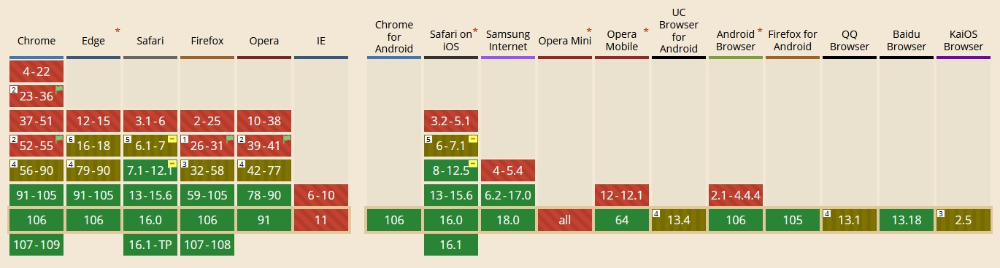 UC
Chrome Browser
Chrome Edge * Safari Firefox Opera IE for Safari on* Samsung Opera Mini * Opera * for Android * Firefox for QQ Baidu KaiOS
Android iOS Internet Mobile Android Browser Android Browser Browser Browser
4-22
2 23-36
37-51 12-15 3.1-6 2-25 10-38 3.2-5.1
2 52-55 6 16-18 5 6.1-7 1 26-31 2 39-41 5 6-7.1
4 56-90 4 79-90 7.1-12.1 3 32-58 4 42-77 8-12.5 4-5.4
91-105 91-105 13-15.6 59-105 78-90 6-10 13-15.6 6.2-17.0 12-12.1 2.1-4.4.4
106 106 16.0 106 91 11 106 16.0 18.0 all 64 4 13.4 106 105 4 13.1 13.18 3 2.5
107-109 16.1-TP 107-108 16.1